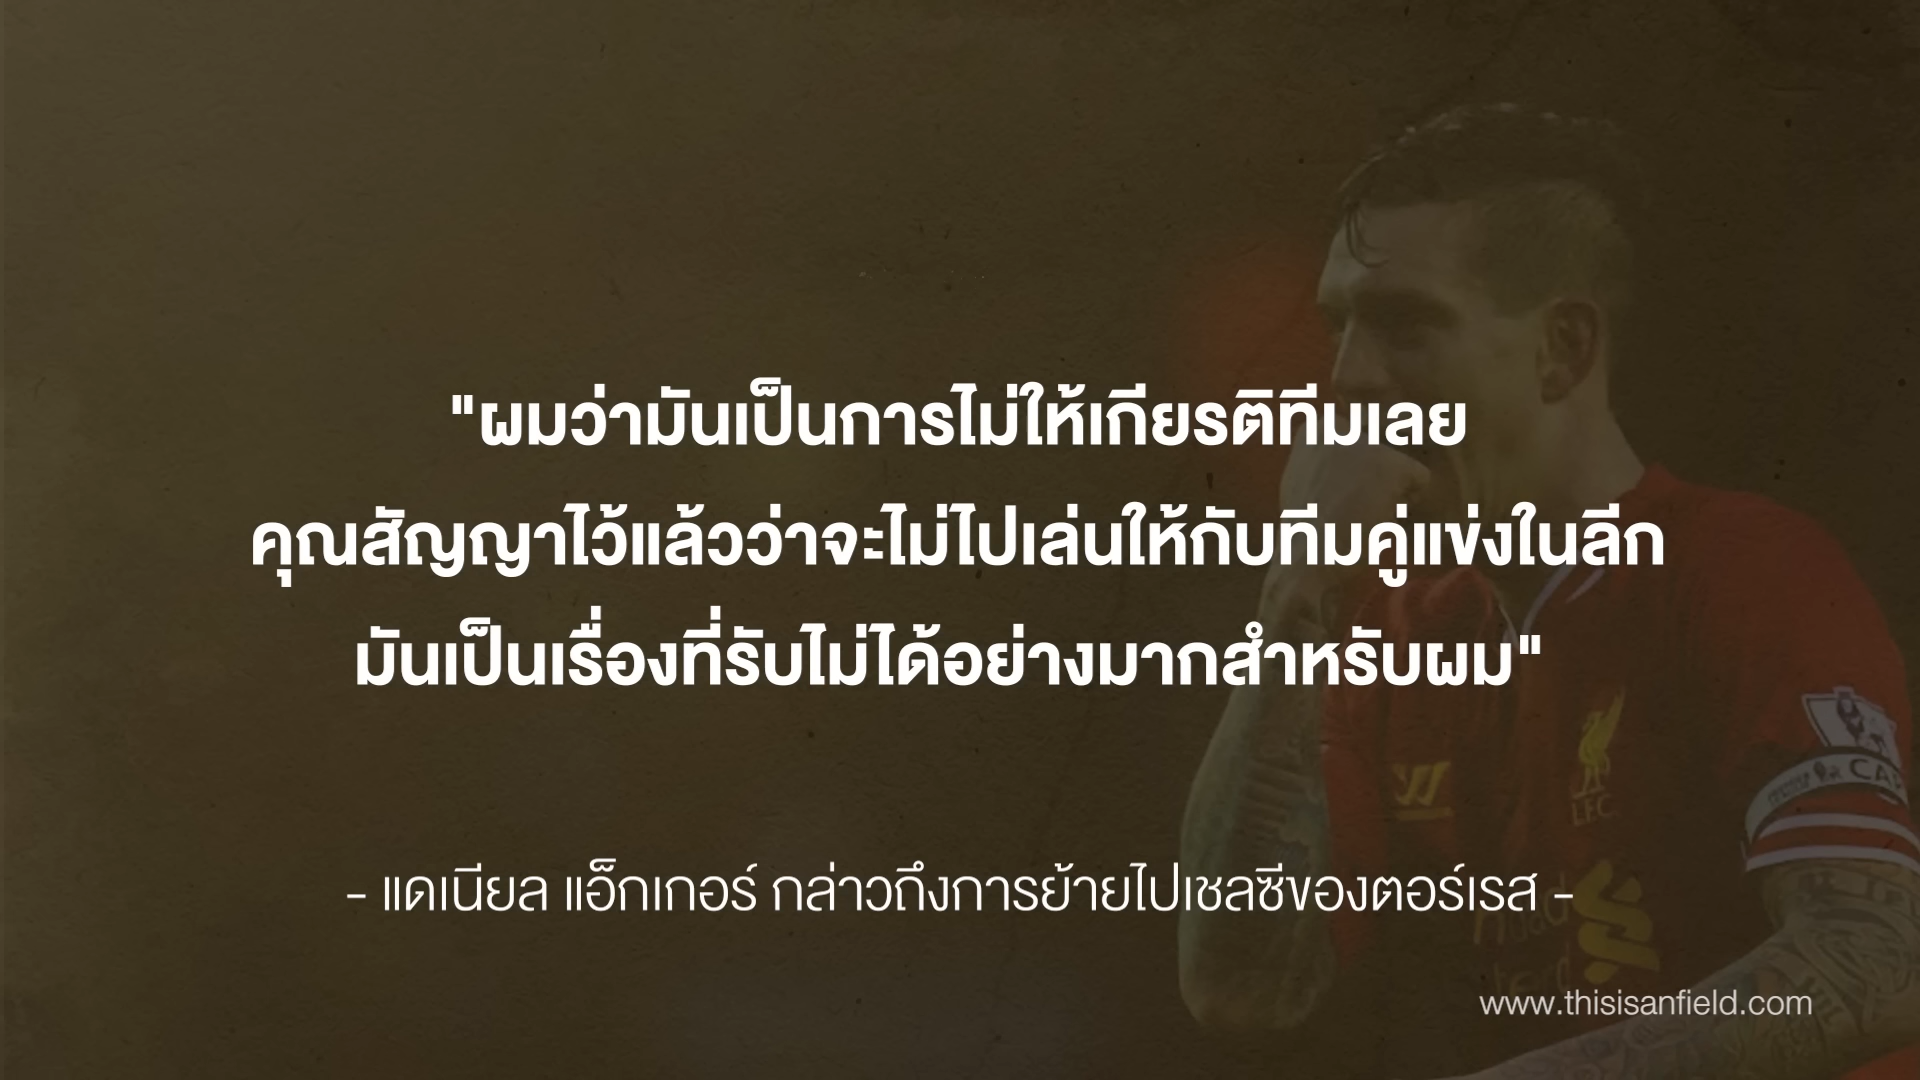 "ผมว่ามันเป็นการไม่ให้เกียรติทีมเลย
คุณสัญญาไว้แล้วว่าจะไม่ไปเล่นให้กับทีมคู่แข่งในลีก
มันเป็นเรื่องที่รับไม่ได้อย่างมากสำหรับผม"
- แดเนียล แอ็กเกอร์ กล่าวถึงการย้ายไปเชลซีของตอร์เรส -
www.thisisanfield.com
L.F.C.